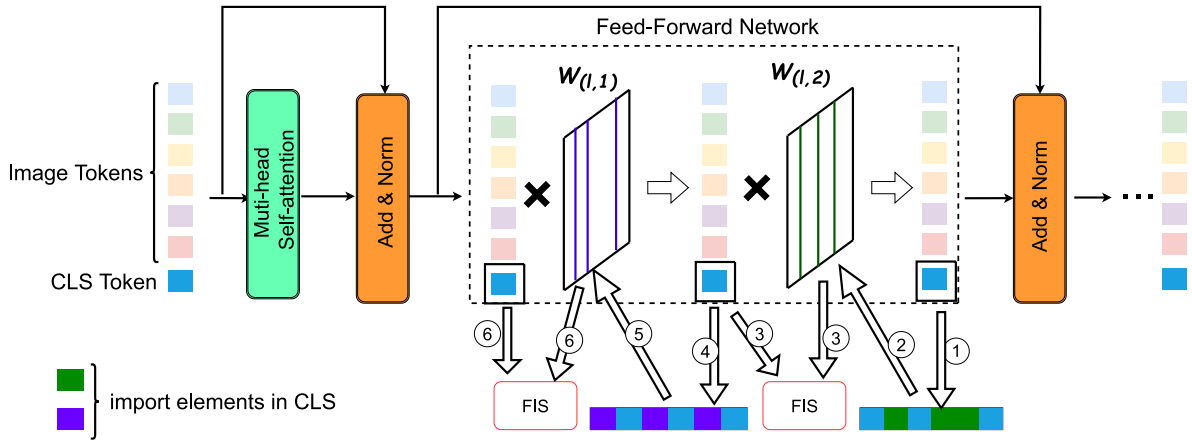 Feed-Forward Network
W(l,1)
W(l,2)
Image Tokens
CLS Token
Muti-head
Self-attention
Add & Norm
Add & Norm
6
6
5
4
3
3
2
1
FIS
FIS
import elements in CLS